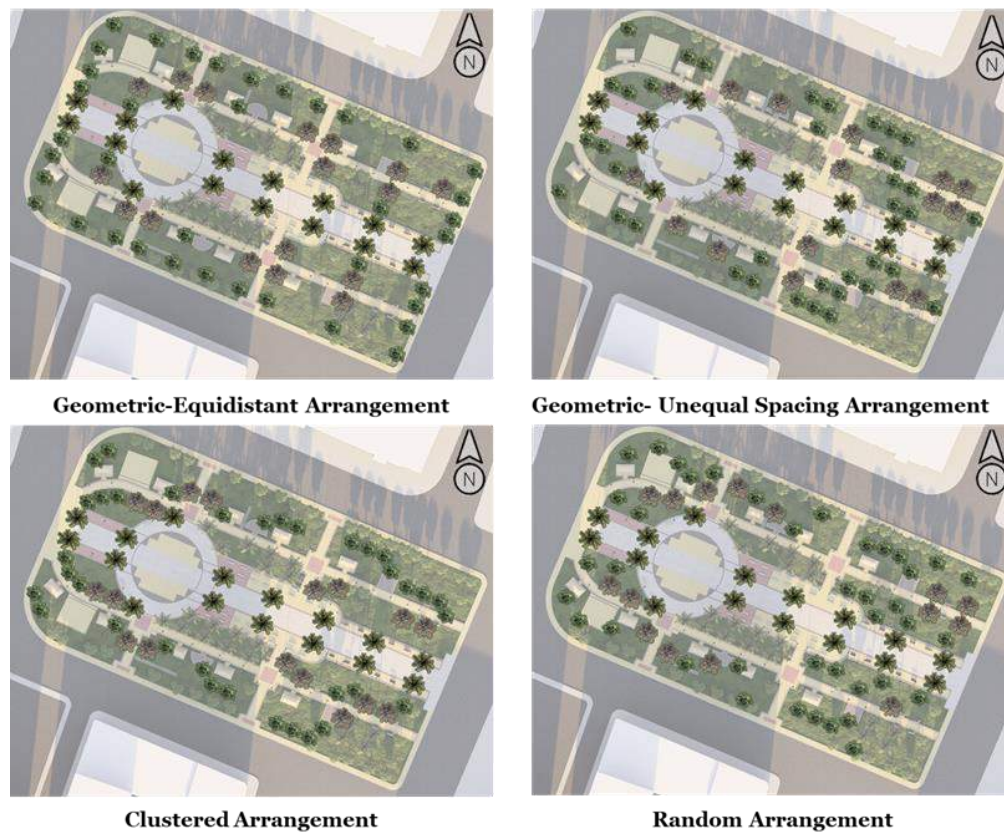 N
N
Geometric-Equidistant Arrangement
Geometric- Unequal Spacing Arrangement
N
N
Clustered Arrangement
Random Arrangement